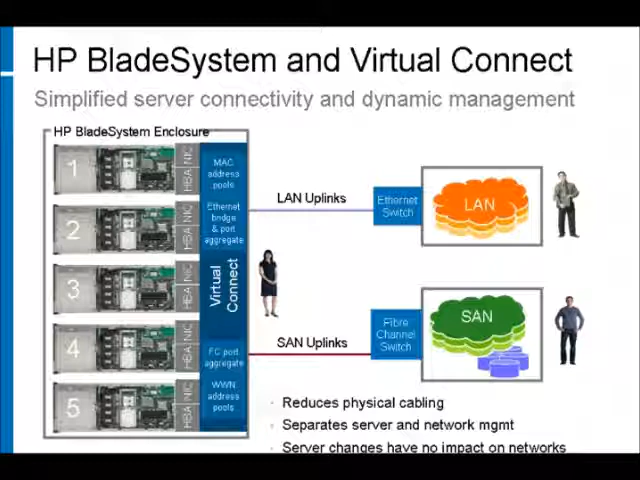 HP BladeSystem and Virtual Connect
Simplified server connectivity and dynamic management
HP BladeSystem Enclosure
1
HBA NIC
2
HBA NIC
3
HBA NIC
4
HBA NIC
5
HBA NIC
MAC
address
pools
Ethernet
bridge
& port
aggregate
Virtual
Connect
FC port
aggregate
WWN
address
pools
LAN Uplinks
Ethernet
Switch
LAN
SAN Uplinks
Fibre
Channel
Switch
SAN
Reduces physical cabling
Separates server and network mgmt
Server changes have no impact on networks